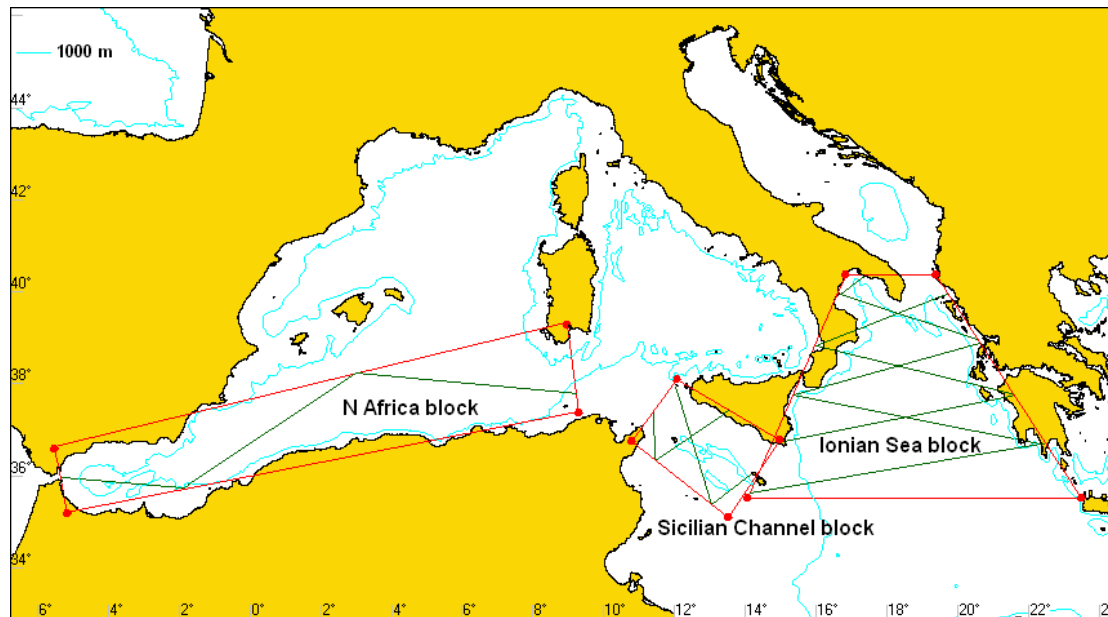 1000 m
44°
42°
40°
38°
N Africa block
Ionian Sea block
36°
Sicilian Channel block
34°
6° 4° 2° 0° 2° 4° 6° 8° 10° 12° 14° 16° 18° 20° 22° 2